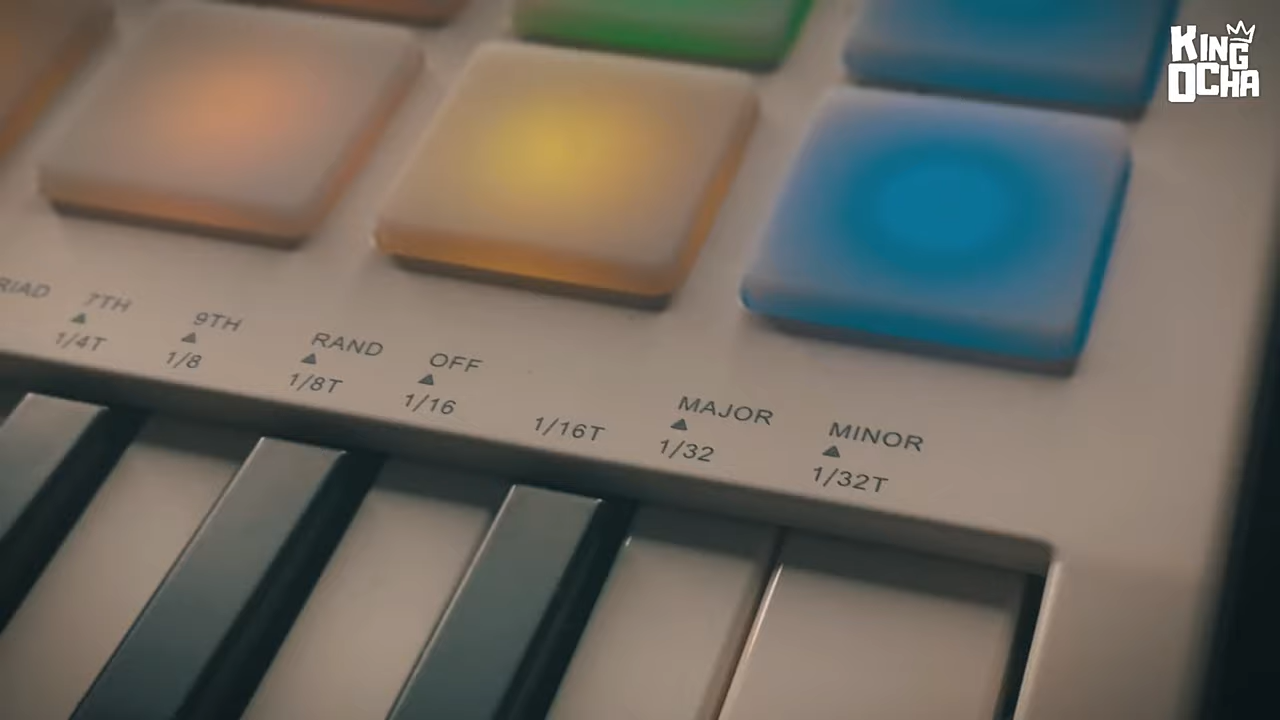 KING
OCHA
RIAD 7TH 9TH RAND OFF MAJOR MINOR
1/4T 1/8 1/8T 1/16 1/16T 1/32 1/32T